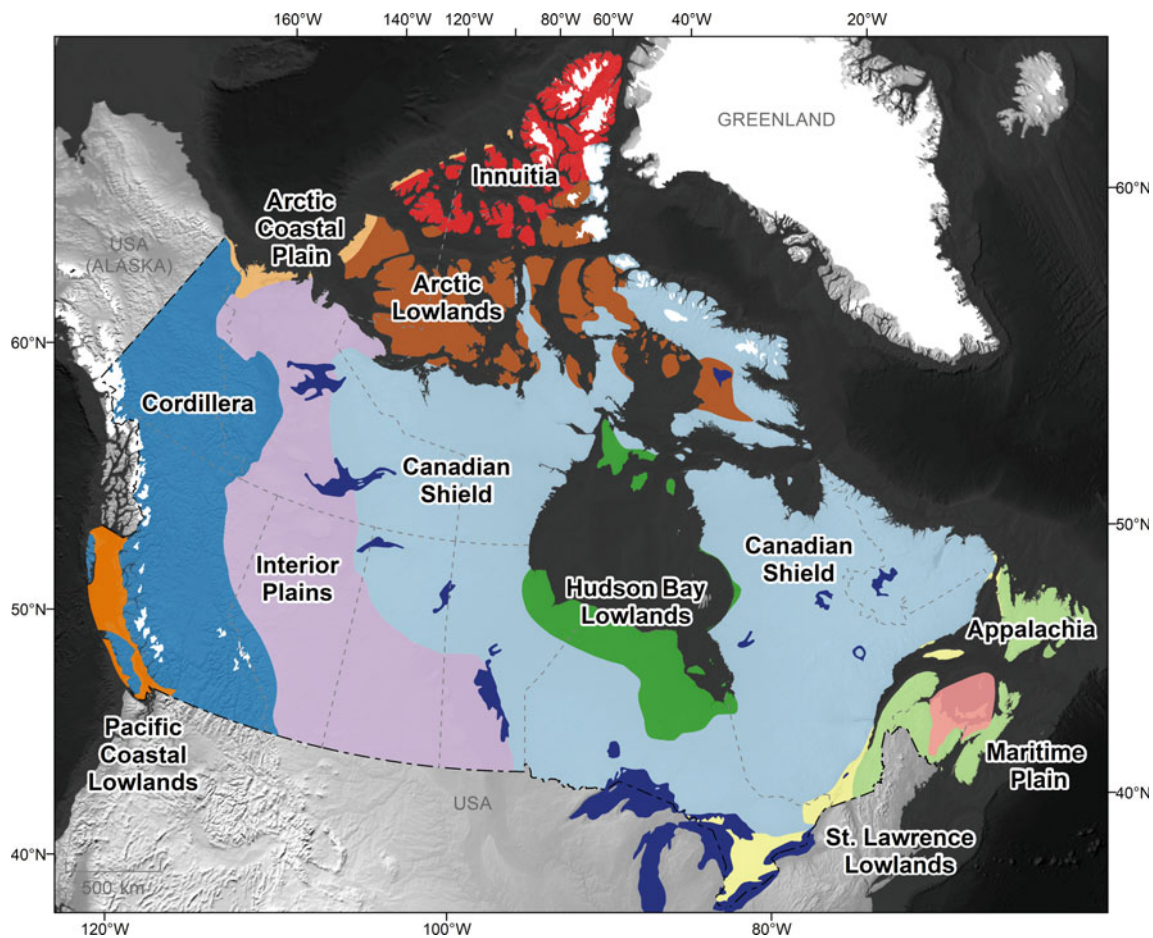 160°W 140°W 120°W 100°W 80°W 60°W 40°W 20°W
GREENLAND
Innuitia
60°N
Arctic
Coastal
Plain
USA
(ALASKA)
Arctic
Lowlands
60°N
Cordillera
Canadian
Shield
50°N
Canadian
Shield
Interior
Plains
Hudson Bay
Lowlands
50°N
Appalachia
Pacific
Coastal
Lowlands
Maritime
Plain
USA
40°N
St. Lawrence
Lowlands
40°N
500 km
120°W 100°W 80°W